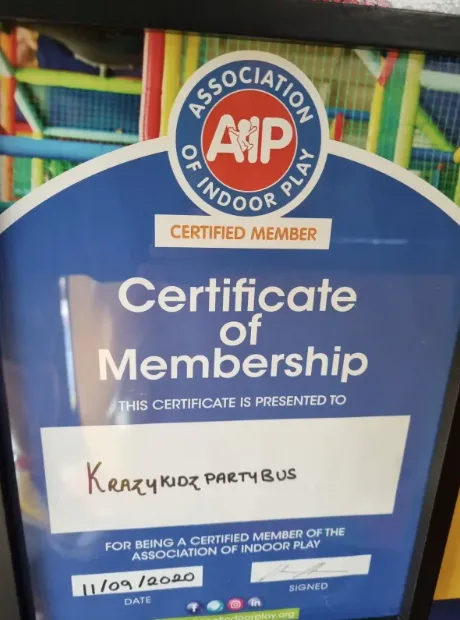 ASSOCIATION
AIP
OF INDOOR PLAY
CERTIFIED MEMBER
Certificate
of
Membership
THIS CERTIFICATE IS PRESENTED TO
KRAZYKIDZ PARTYBUS
FOR BEING A CERTIFIED MEMBER OF THE
ASSOCIATION OF INDOOR PLAY
11/09/2020
DATE
SIGNED